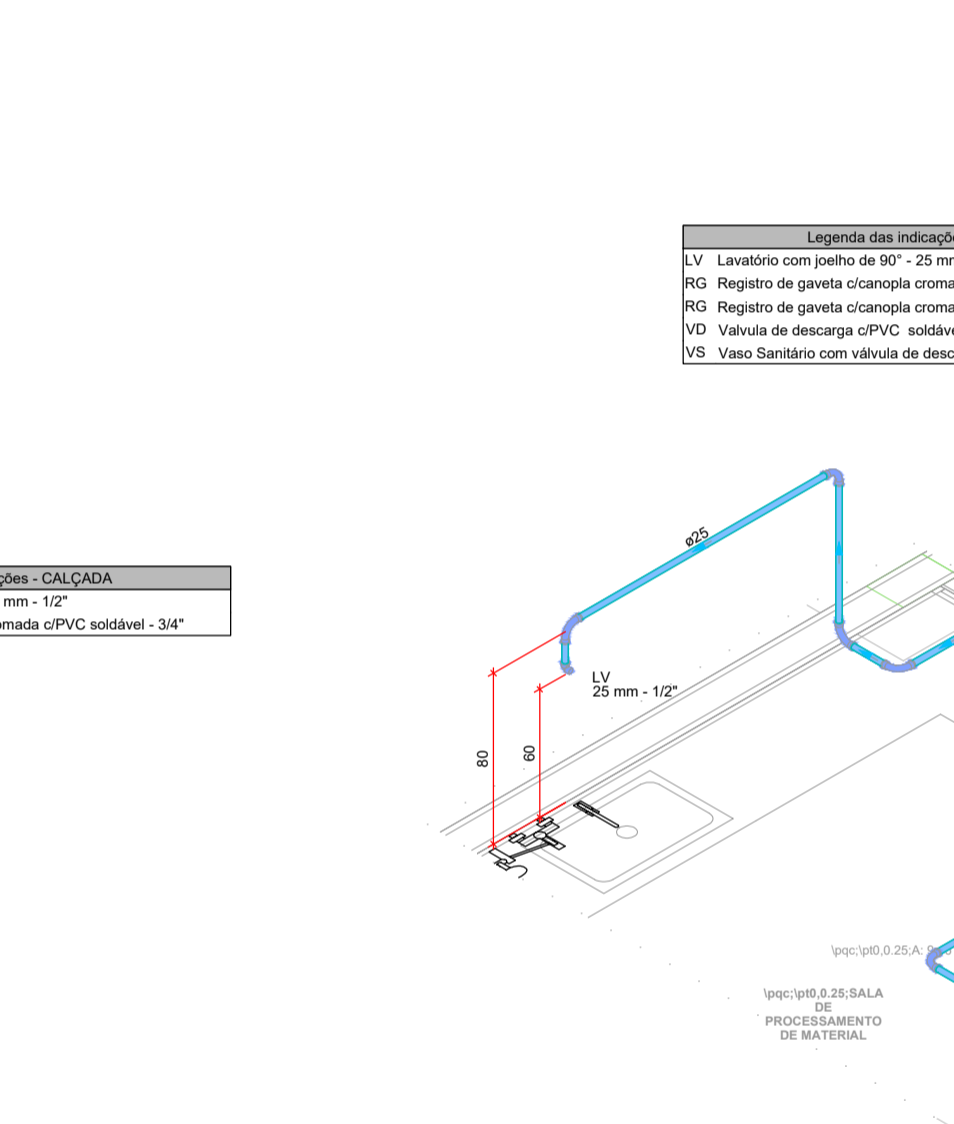 Legenda das indicaçõ
LV Lavatório com joelho de 90° - 25 mm
RG Registro de gaveta c/canopla croma
RG Registro de gaveta c/canopla croma
VD Valvula de descarga c/PVC soldáve
VS Vaso Sanitário com válvula de desc
ø25
ções - CALÇADA
mm - 1/2"
omada c/PVC soldável - 3/4"
LV
25 mm - 1/2"
80
60
\pqc;\pt0,0.25;A:
\pqc;\pt0,0.25;SALA
DE
PROCESSAMENTO
DE MATERIAL